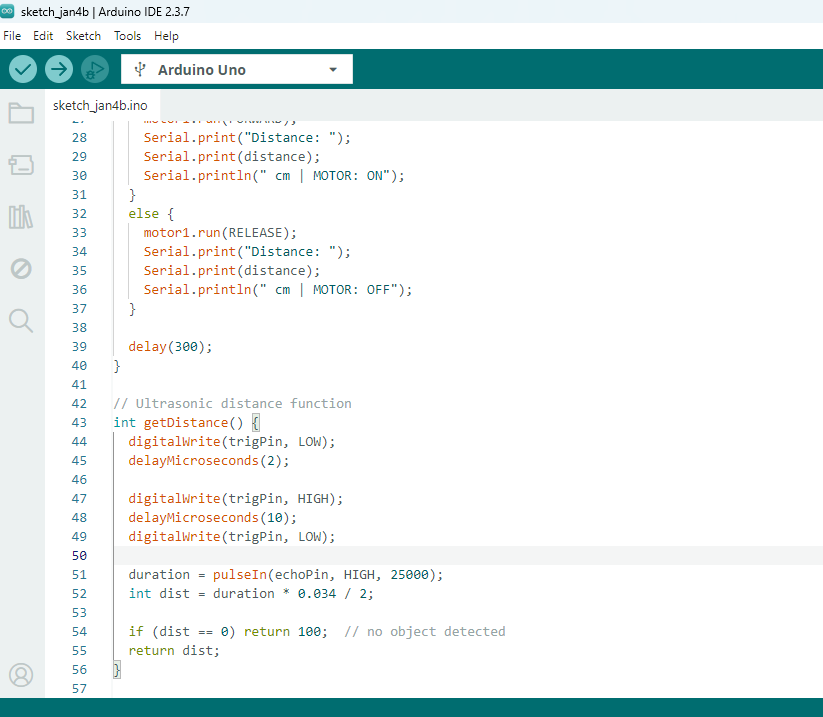 sketch_jan4b | Arduino IDE 2.3.7
File Edit Sketch Tools Help
Arduino Uno
sketch_jan4b.ino
27 motor1.run(FORWARD);
28 Serial.print("Distance: ");
29 Serial.print(distance);
30 Serial.println(" cm | MOTOR: ON");
31 }
32 else {
33 motor1.run(RELEASE);
34 Serial.print("Distance: ");
35 Serial.print(distance);
36 Serial.println(" cm | MOTOR: OFF");
37 }
38
39 delay(300);
40 }
41
42 // Ultrasonic distance function
43 int getDistance() {
44 digitalWrite(trigPin, LOW);
45 delayMicroseconds(2);
46
47 digitalWrite(trigPin, HIGH);
48 delayMicroseconds(10);
49 digitalWrite(trigPin, LOW);
50
51 duration = pulseIn(echoPin, HIGH, 25000);
52 int dist = duration * 0.034 / 2;
53
54 if (dist == 0) return 100;  // no object detected
55 return dist;
56 }
57